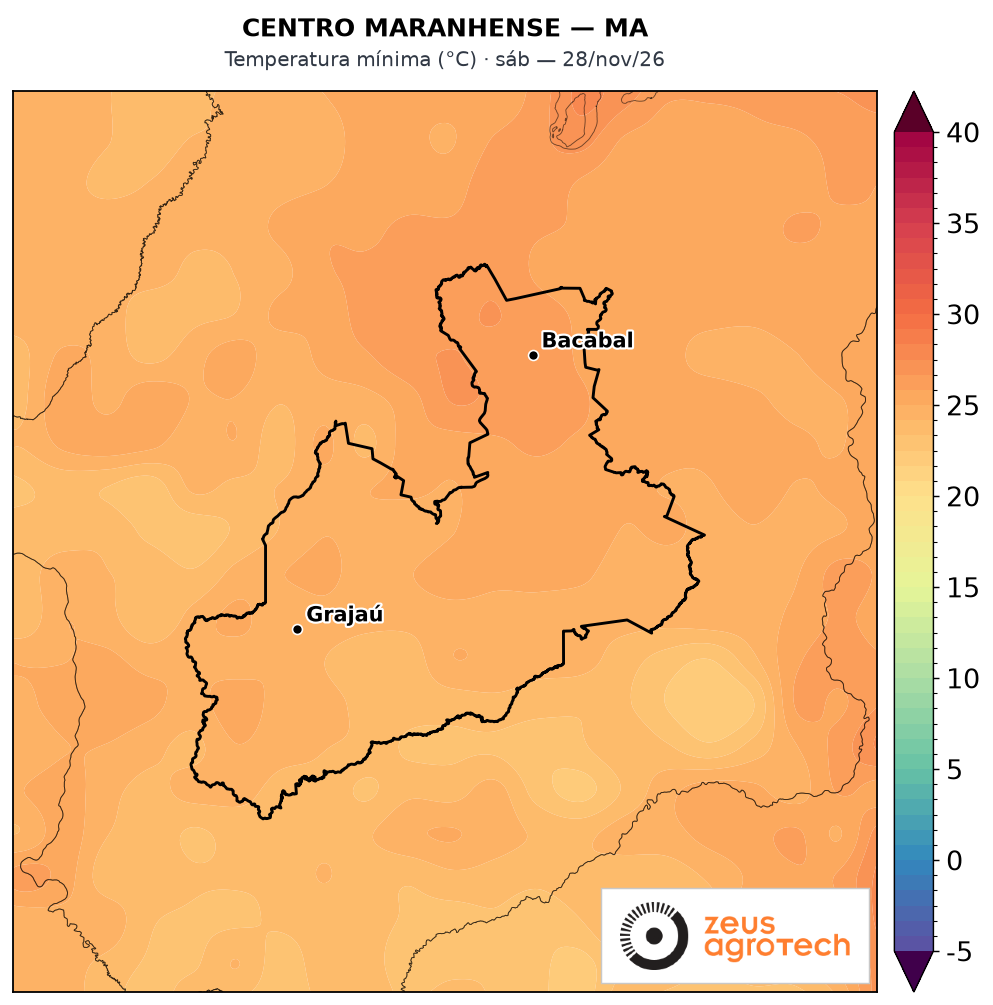 CENTRO MARANHENSE — MA
Temperatura mínima (°C) · sáb — 28/nov/26
40
35
30
25
20
15
10
5
0
-5
Bacabal
Grajaú
zeus
agrotech